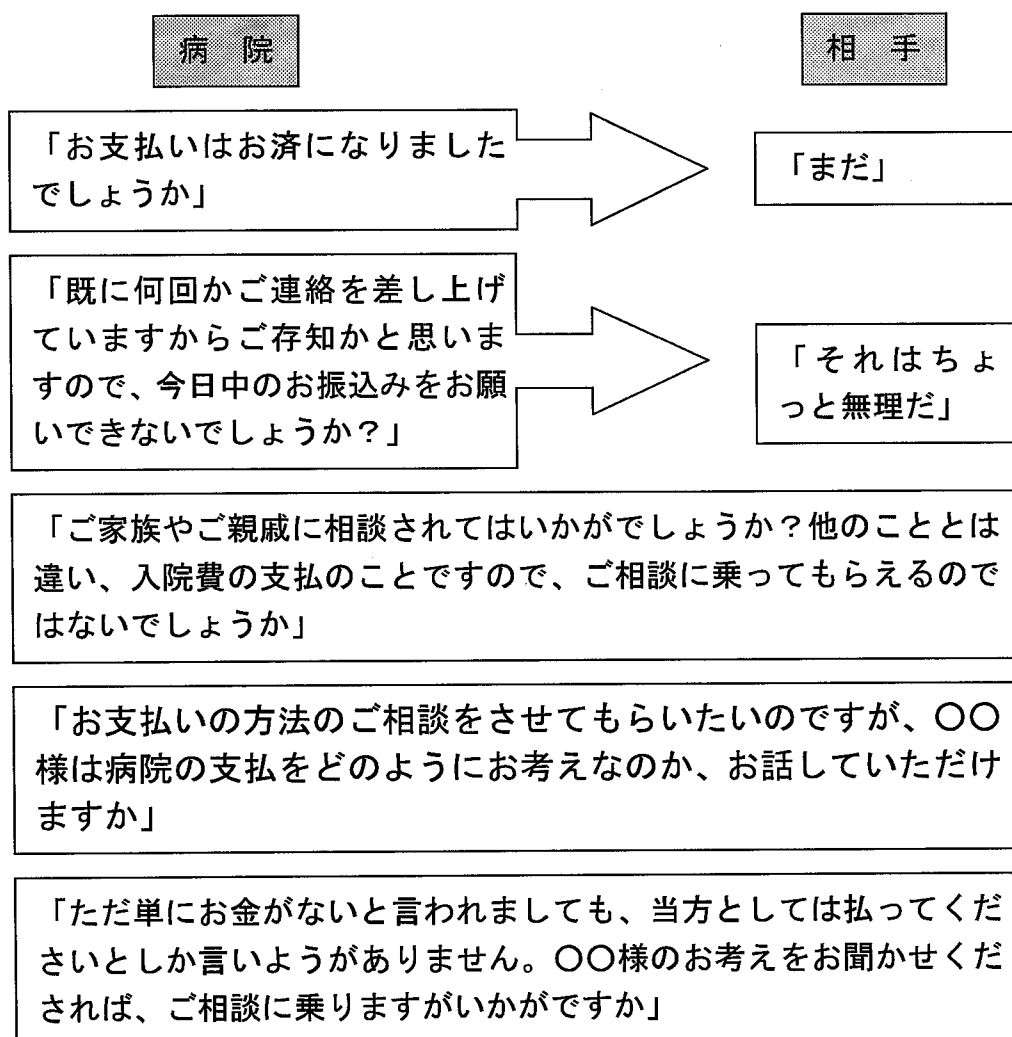 病 院
相 手
「お支払いはお済になりました
でしょうか」
「まだ」
「既に何回かご連絡を差し上げ
ていますからご存知かと思いま
すので、今日中のお振込みをお願
いできないでしょうか？」
「それはちょ
っと無理だ」
「ご家族やご親戚に相談されてはいかがでしょうか？他のこととは
違い、入院費の支払のことですので、ご相談に乗ってもらえるので
はないでしょうか」
「お支払いの方法のご相談をさせてもらいたいのですが、〇〇
様は病院の支払をどのようにお考えなのか、お話していただけ
ますか」
「ただ単にお金がないと言われましても、当方としては払ってくだ
さいとしか言いようがありません。〇〇様のお考えをお聞かせくだ
されば、ご相談に乗りますがいかがですか」